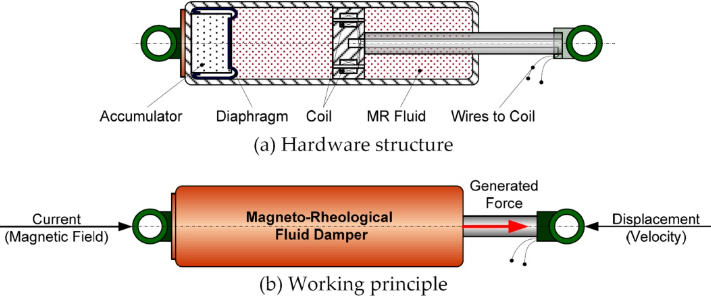 Accumulator Diaphragm Coil MR Fluid Wires to Coil
(a) Hardware structure
Generated
Force
Current
(Magnetic Field)
Magneto-Rheological
Fluid Damper
Displacement
(Velocity)
(b) Working principle